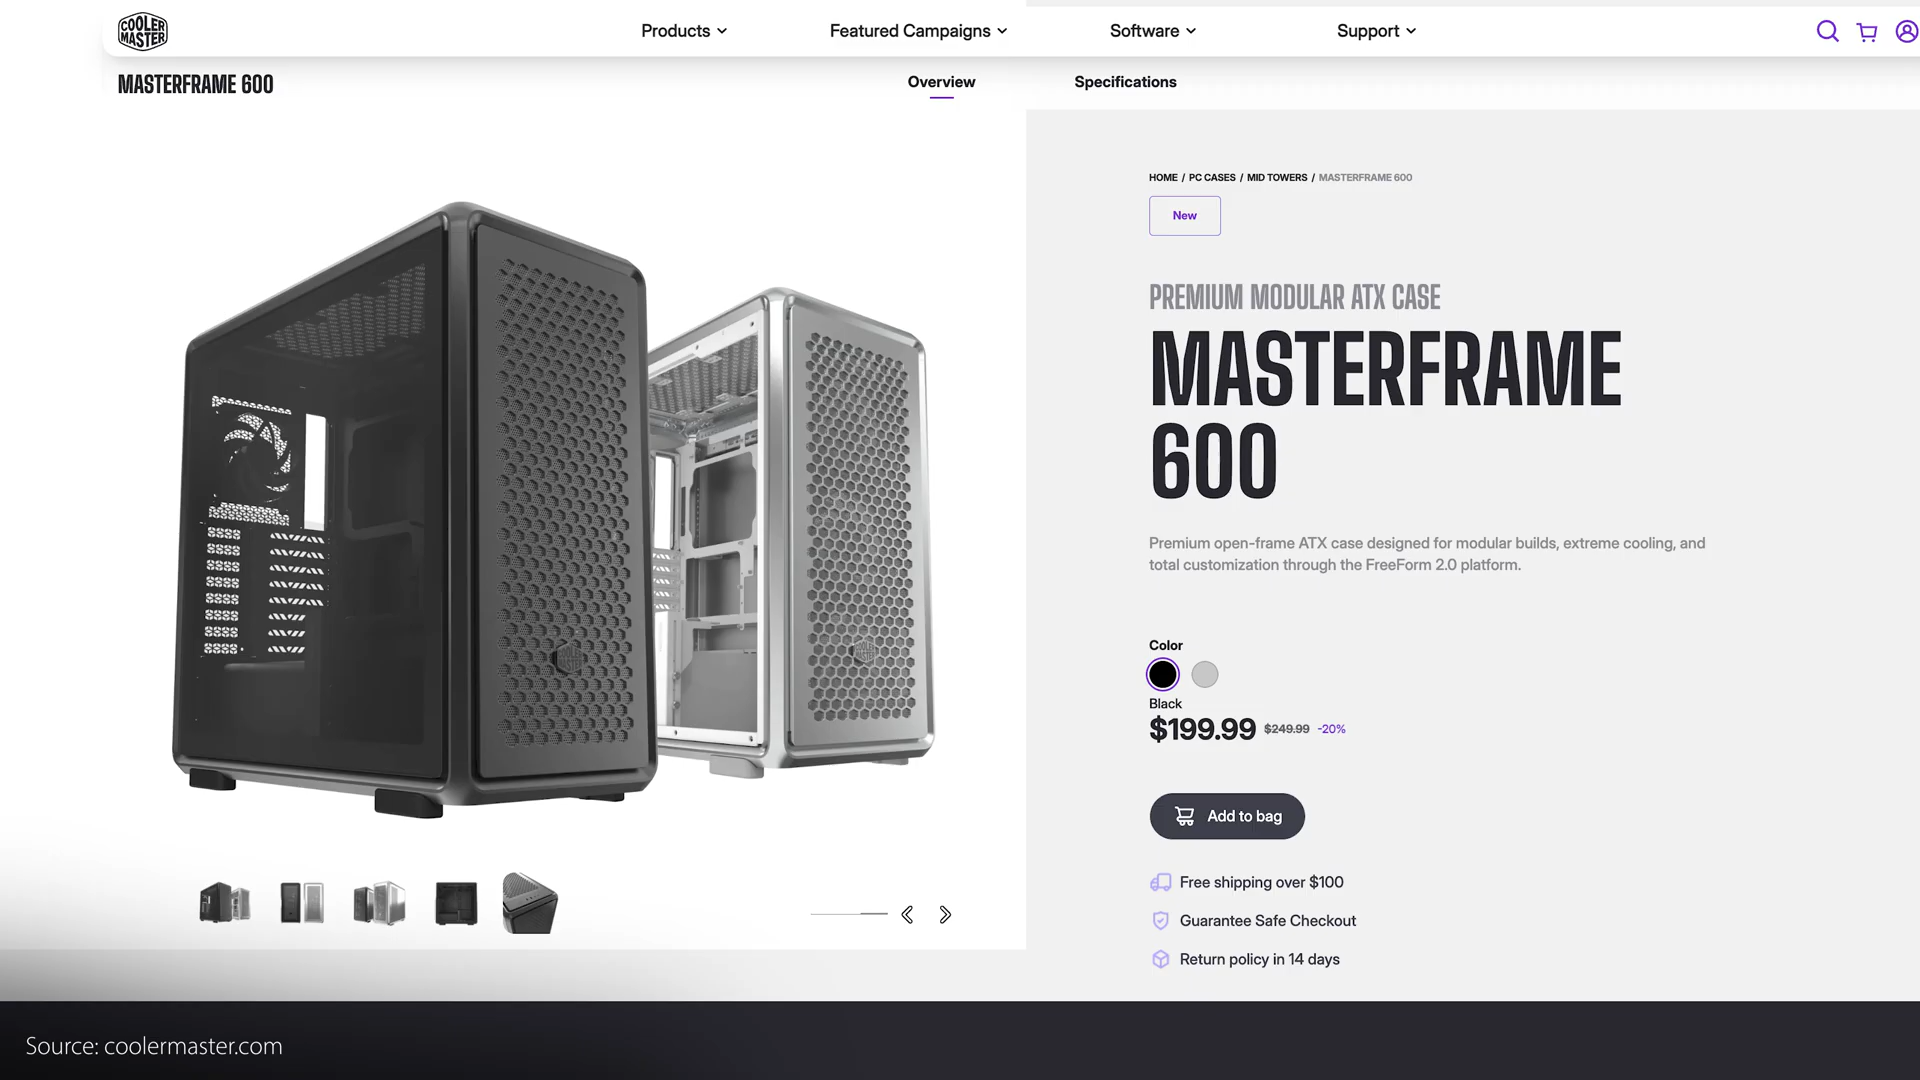 COOLER
MASTER
Products
Featured Campaigns
Software
Support
MASTERFRAME 600
Overview
Specifications
HOME / PC CASES / MID TOWERS / MASTERFRAME 600
New
PREMIUM MODULAR ATX CASE
MASTERFRAME
600
Premium open-frame ATX case designed for modular builds, extreme cooling, and
total customization through the FreeForm 2.0 platform.
Color
Black
$199.99 $249.99 -20%
Add to bag
Free shipping over $100
Guarantee Safe Checkout
Return policy in 14 days
Source: coolermaster.com